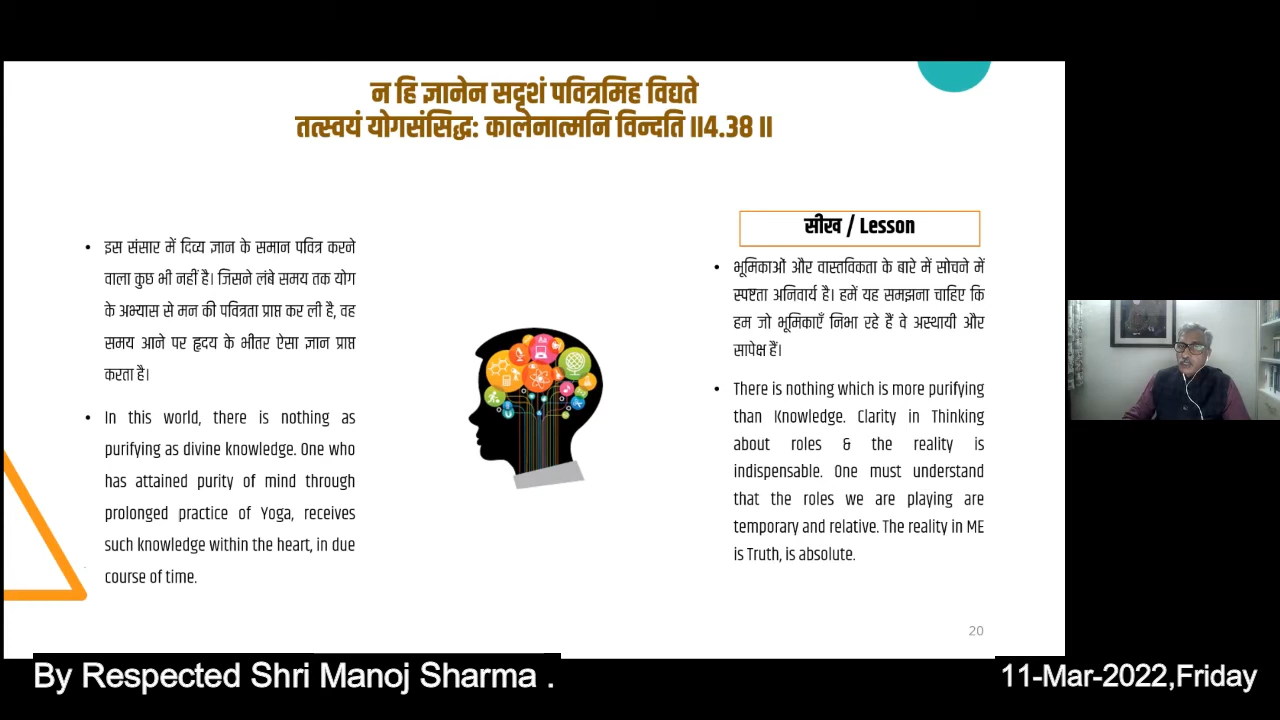 न हि ज्ञानेन सदृशं पवित्रमिह विद्यते
तत्स्वयं योगसंसिद्ध: कालेनात्मनि विन्दति ॥4.38 ॥
• इस संसार में दिव्य ज्ञान के समान पवित्र करने
वाला कुछ भी नहीं है। जिसने लंबे समय तक योग
के अभ्यास से मन की पवित्रता प्राप्त कर ली है, वह
समय आने पर हृदय के भीतर ऐसा ज्ञान प्राप्त
करता है।
• In this world, there is nothing as
purifying as divine knowledge. One who
has attained purity of mind through
prolonged practice of Yoga, receives
such knowledge within the heart, in due
course of time.
सीख / Lesson
• भूमिकाओं और वास्तविकता के बारे में सोचने में
स्पष्टता अनिवार्य है। हमें यह समझना चाहिए कि
हम जो भूमिकाएँ निभा रहे हैं वे अस्थायी और
सापेक्ष हैं।
• There is nothing which is more purifying
than Knowledge. Clarity in Thinking
about roles & the reality is
indispensable. One must understand
that the roles we are playing are
temporary and relative. The reality in ME
is Truth, is absolute.
20
By Respected Shri Manoj Sharma .
11-Mar-2022,Friday